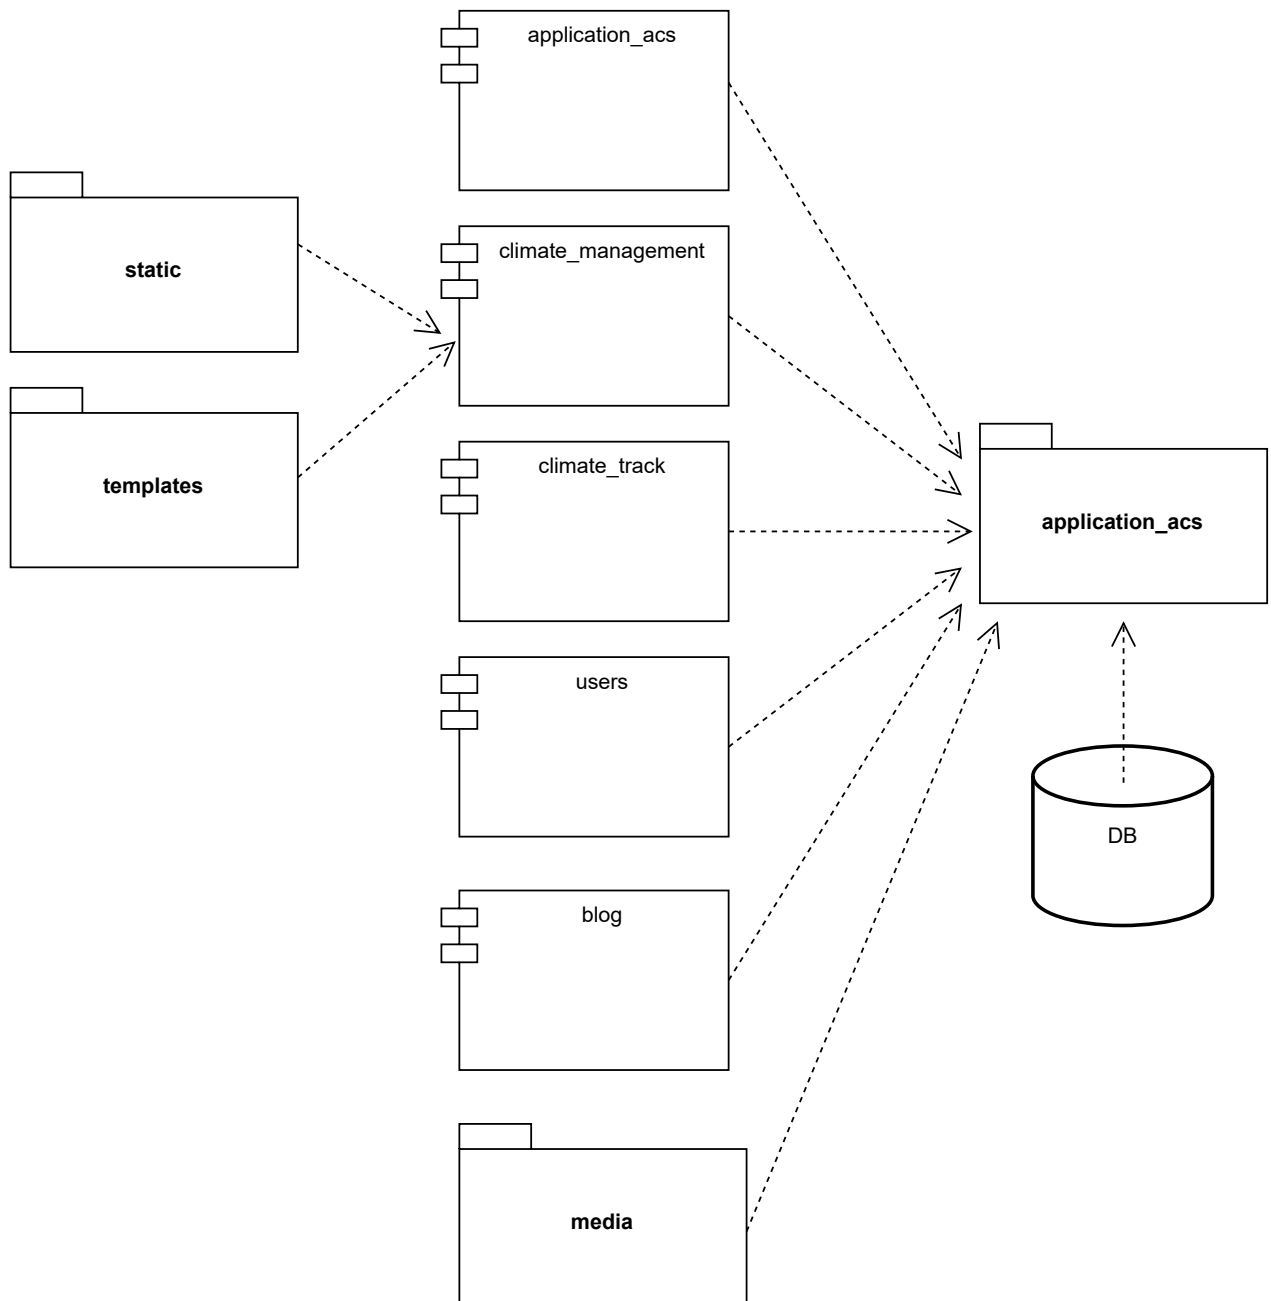 application_acs
static
climate_management
templates
climate_track
application_acs
users
DB
blog
media